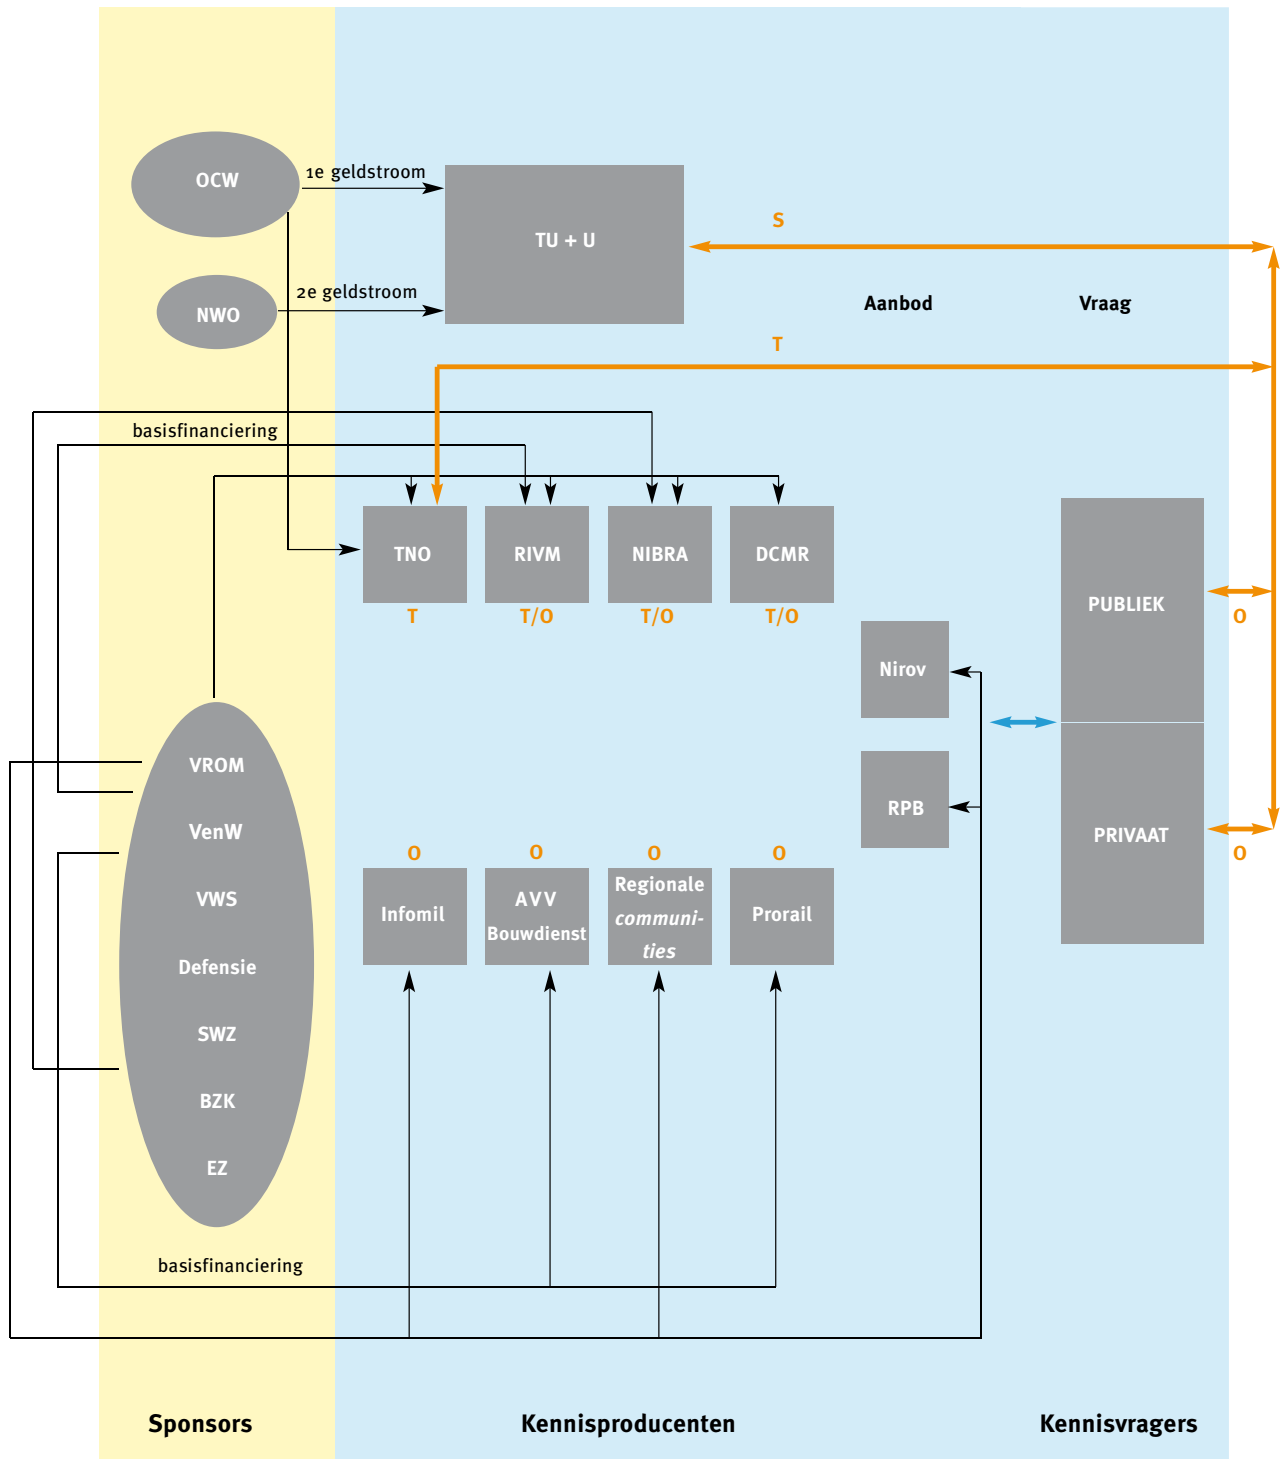 OCW
1e geldstroom
TU + U
S
NWO
2e geldstroom
Aanbod
Vraag
T
basisfinanciering
TNO
RIVM
NIBRA
DCMR
T
T/O
T/O
T/O
PUBLIEK
O
Nirov
VROM
VenW
VWS
Defensie
SWZ
BZK
EZ
RPB
PRIVAAT
O
O
O
O
O
Infomil
AVV
Bouwdienst
Regionale
communi-
ties
Prorail
basisfinanciering
Sponsors
Kennisproducenten
Kennisvragers